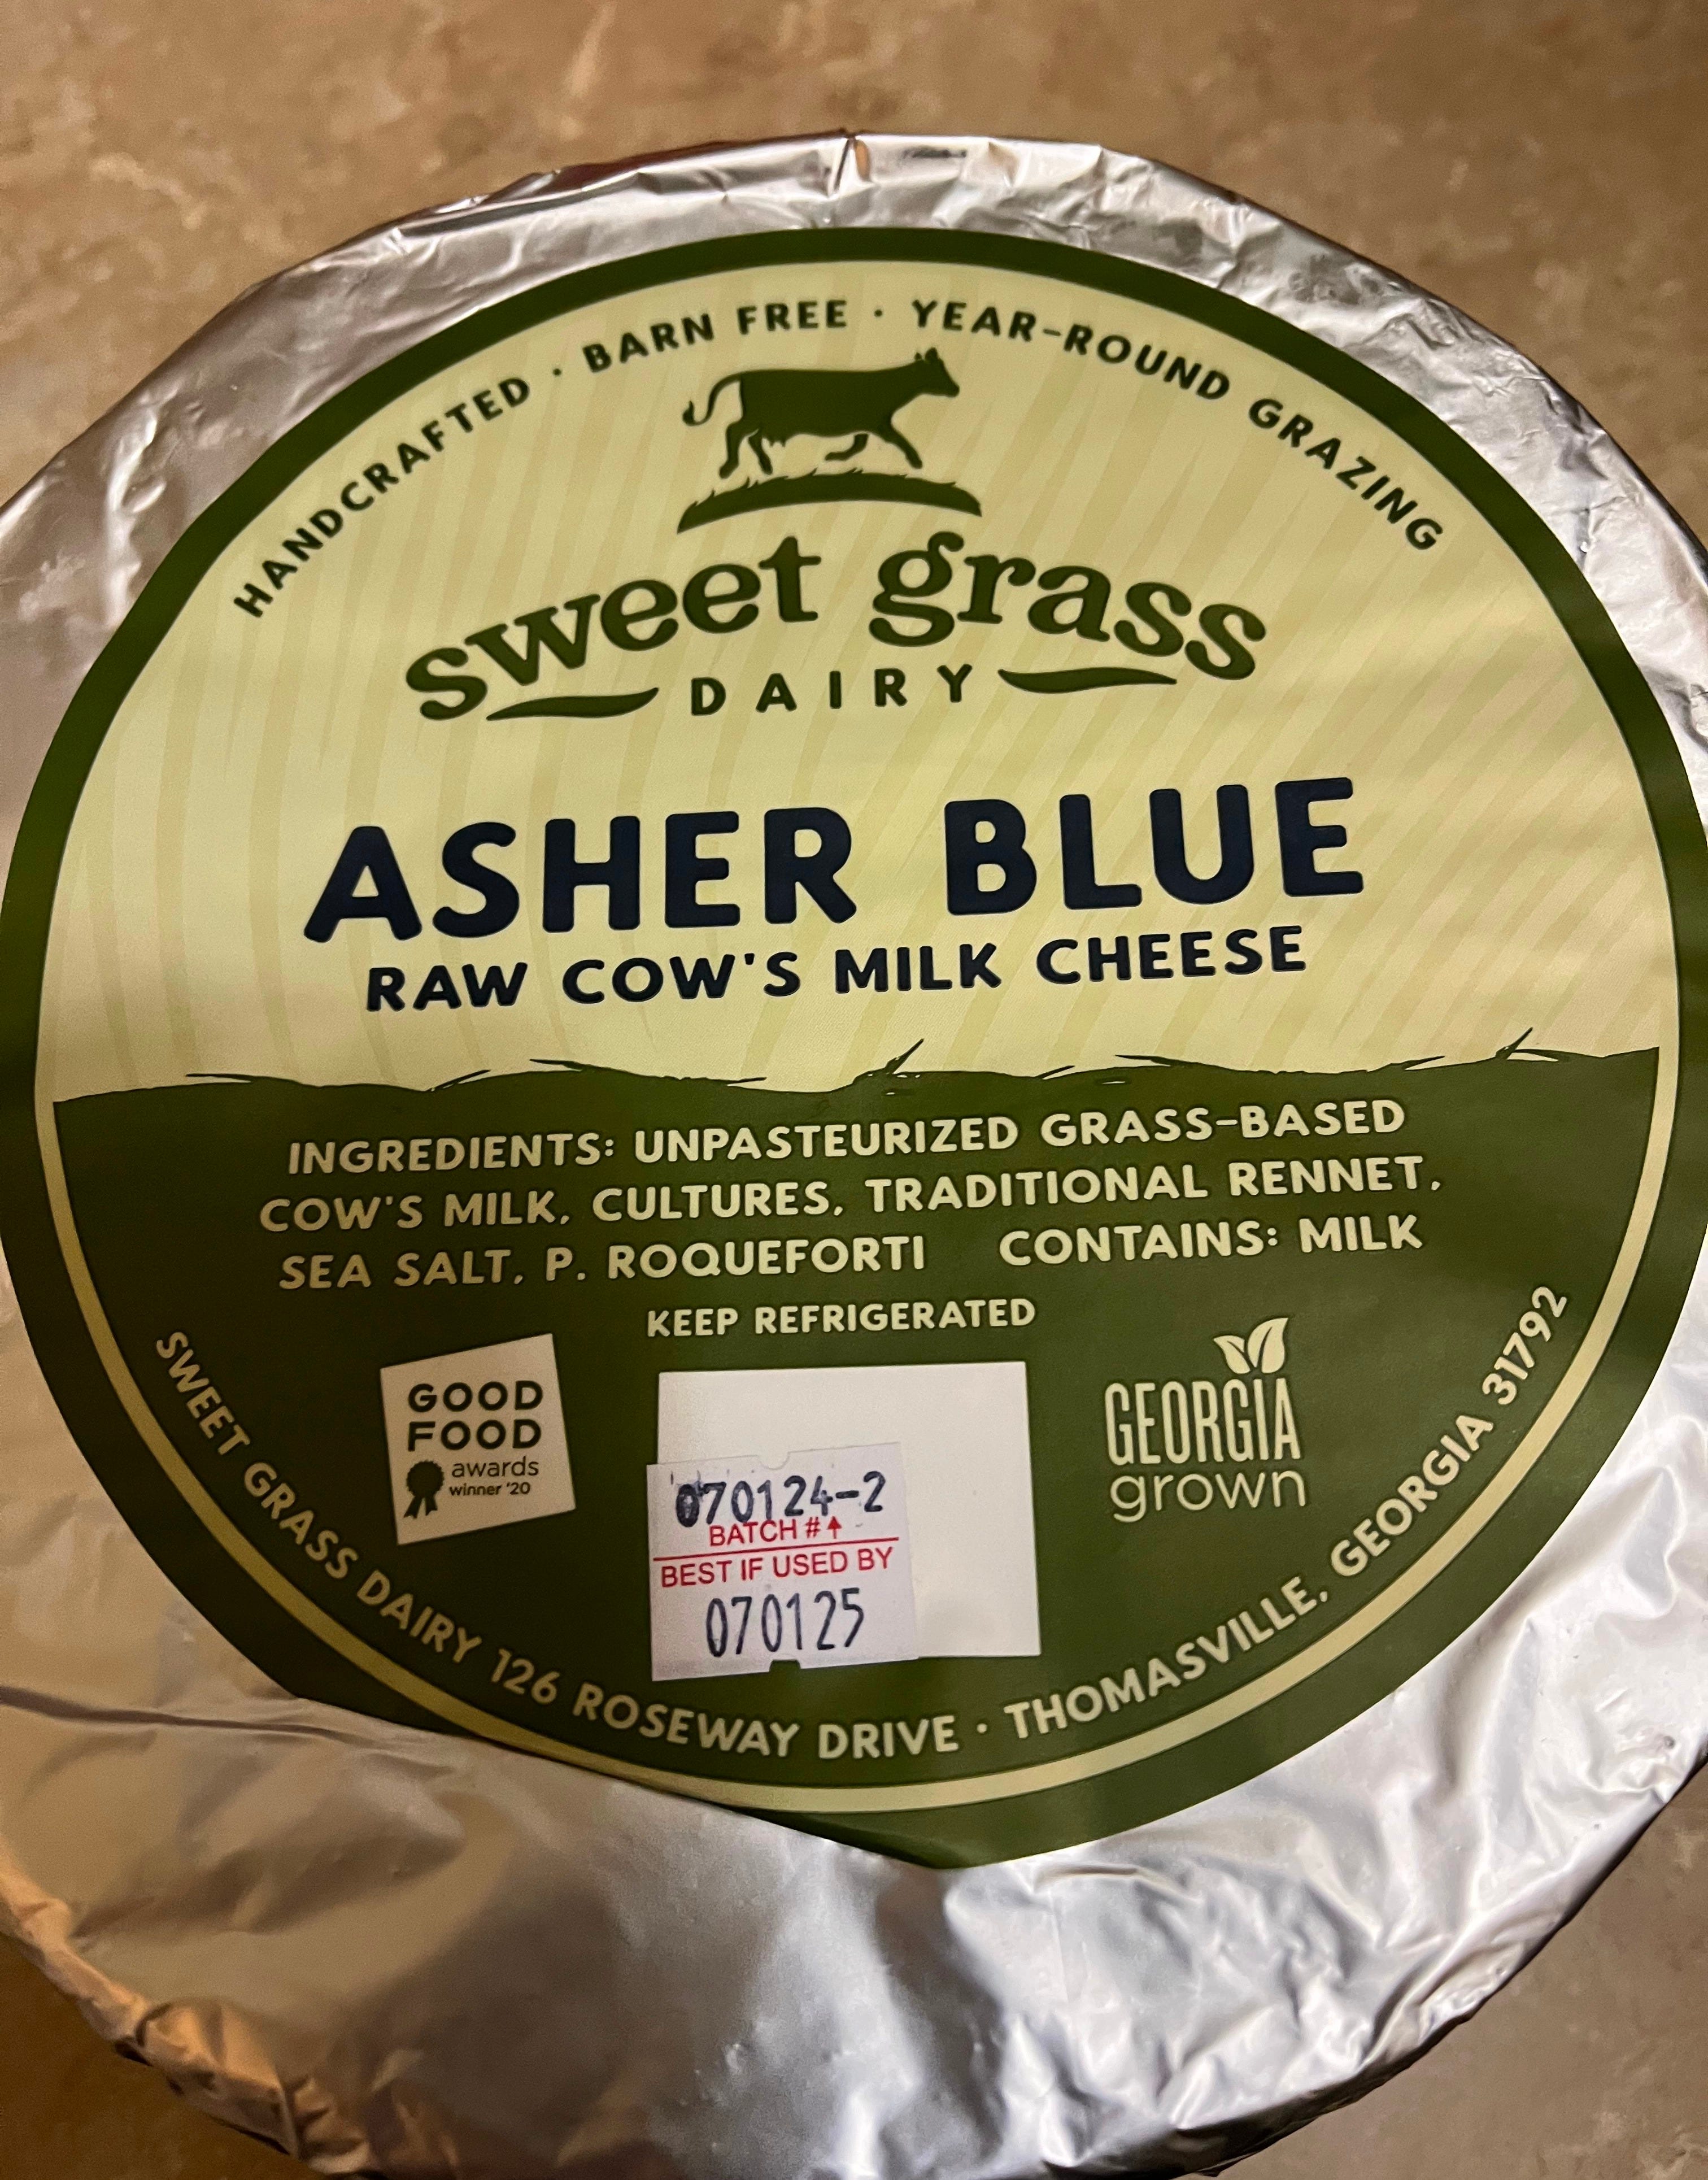 HANDCRAFTED · BARN FREE · YEAR-ROUND GRAZING
sweet grass
DAIRY
ASHER BLUE
RAW COW'S MILK CHEESE
INGREDIENTS: UNPASTEURIZED GRASS-BASED
COW'S MILK, CULTURES, TRADITIONAL RENNET,
SEA SALT, P. ROQUEFORTI CONTAINS: MILK
KEEP REFRIGERATED
GOOD
FOOD
awards
winner '20
070124-2
BATCH #↑
BEST IF USED BY
070125
GEORGIA
grown
SWEET GRASS DAIRY 126 ROSEWAY DRIVE · THOMASVILLE, GEORGIA 31792